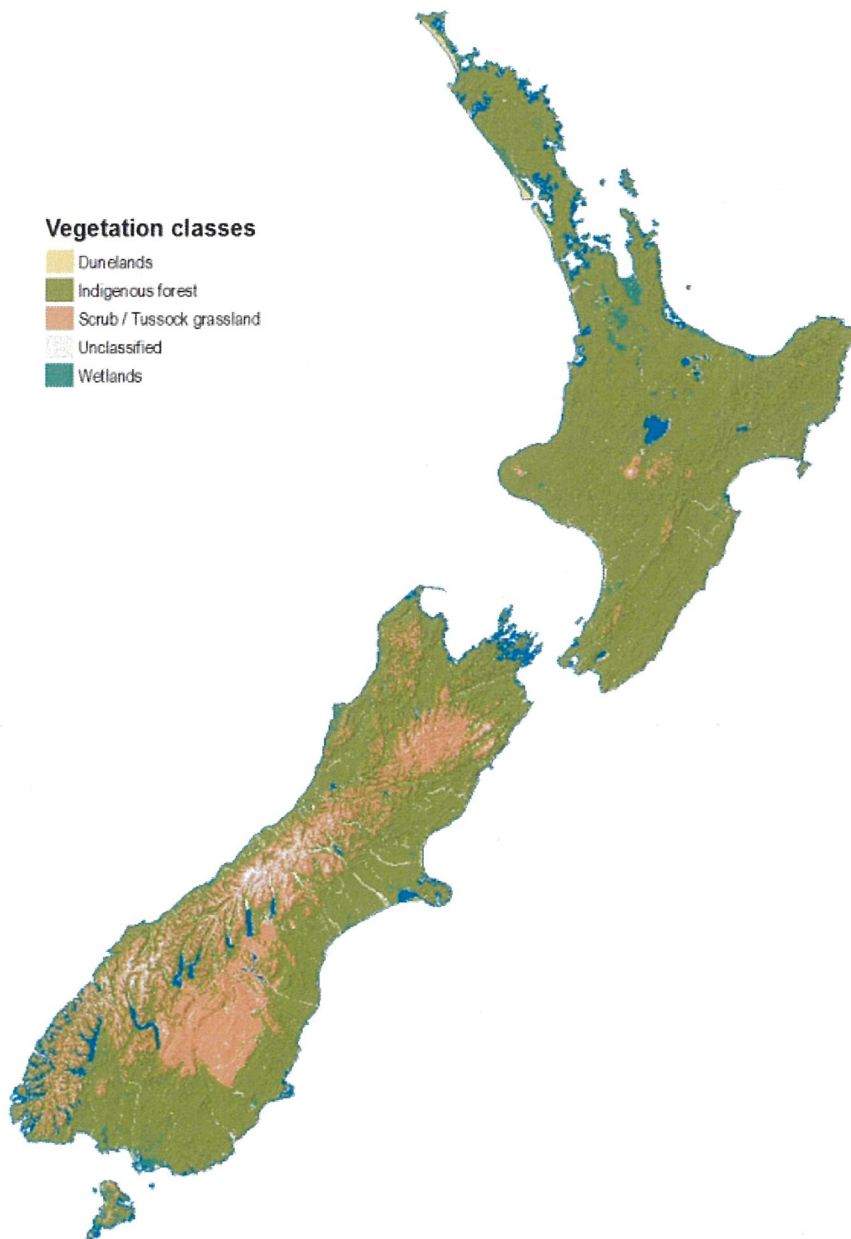 Vegetation classes
Dunelands
Indigenous forest
Scrub / Tussock grassland
Unclassified
Wetlands